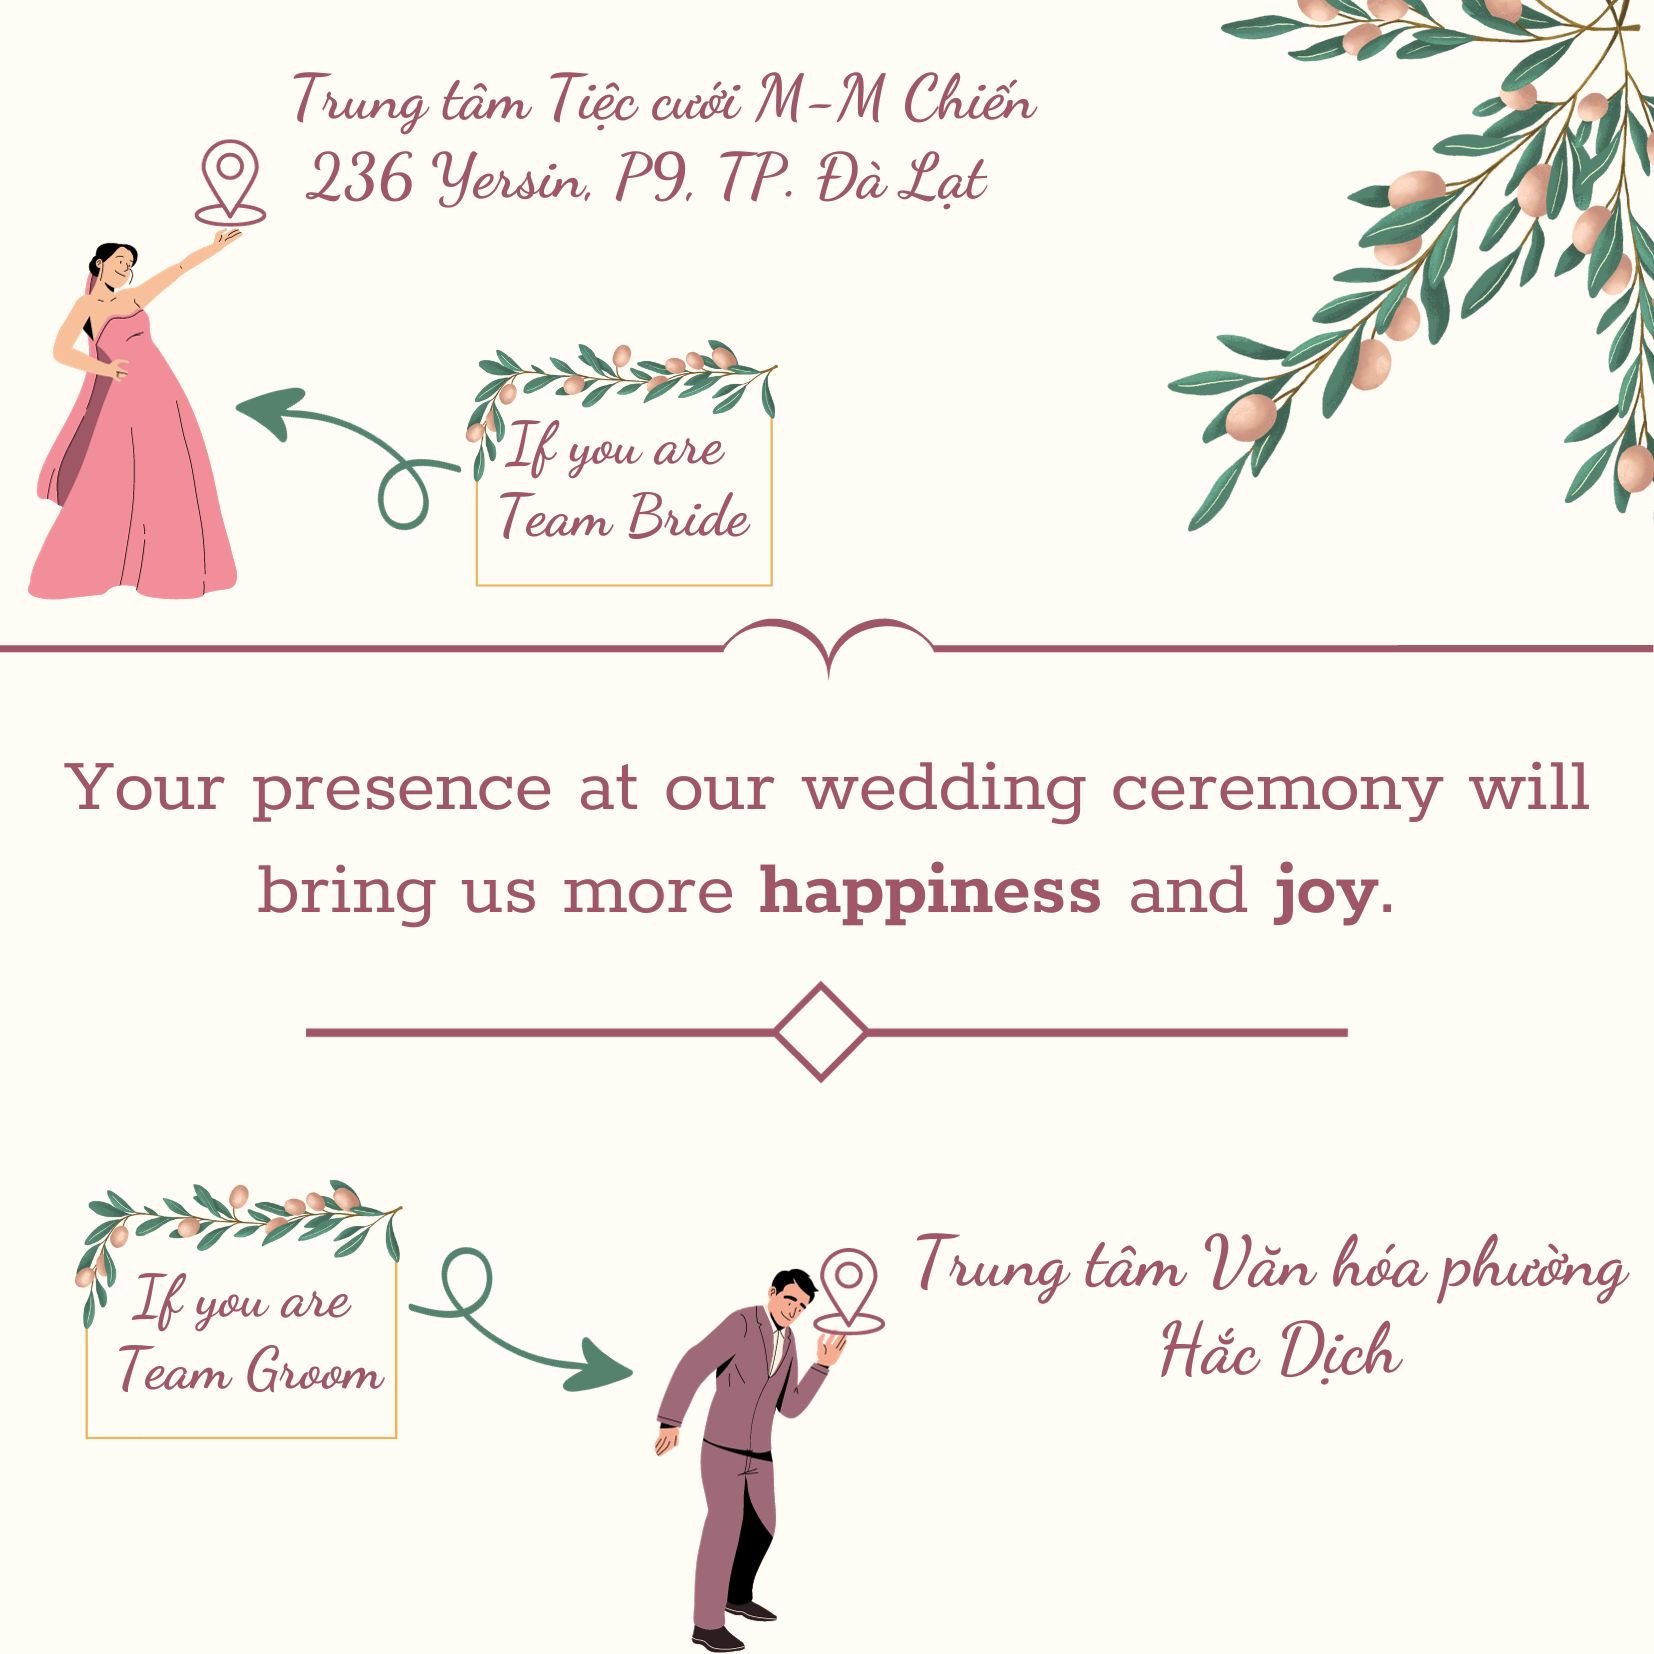 Trung tâm Tiệc cưới M-M Chiến
236 Yersin, P9, TP. Đà Lạt
If you are
Team Bride
Your presence at our wedding ceremony will
bring us more happiness and joy.
If you are
Team Groom
Trung tâm Văn hóa phường
Hắc Dịch